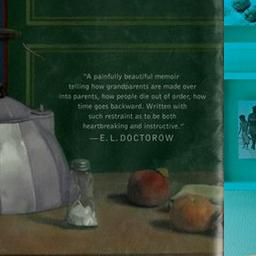 "A painfully beautiful memoir
telling how grandparents are made over
into parents, how people die out of order, how
time goes backward. Written with
such restraint as to be both
heartbreaking and instructive."
—E. L. DOCTOROW